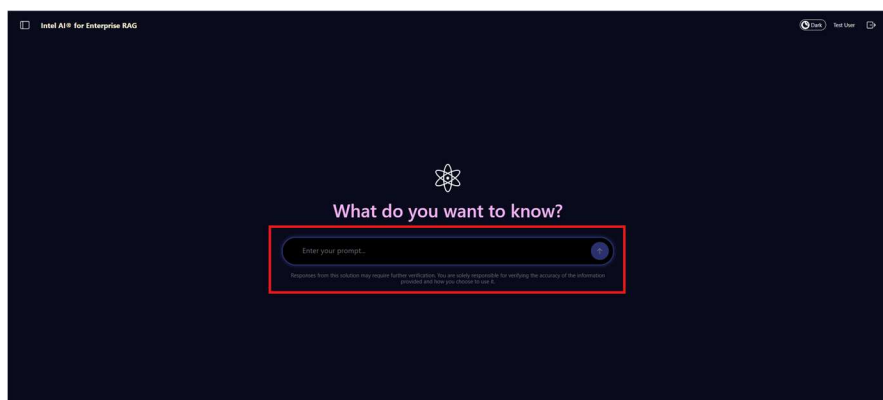 Intel AI® for Enterprise RAG
Dark
Test User
What do you want to know?
Enter your prompt...
Responses from this solution may require further verification. You are solely responsible for verifying the accuracy of the information
provided and how you choose to use it.